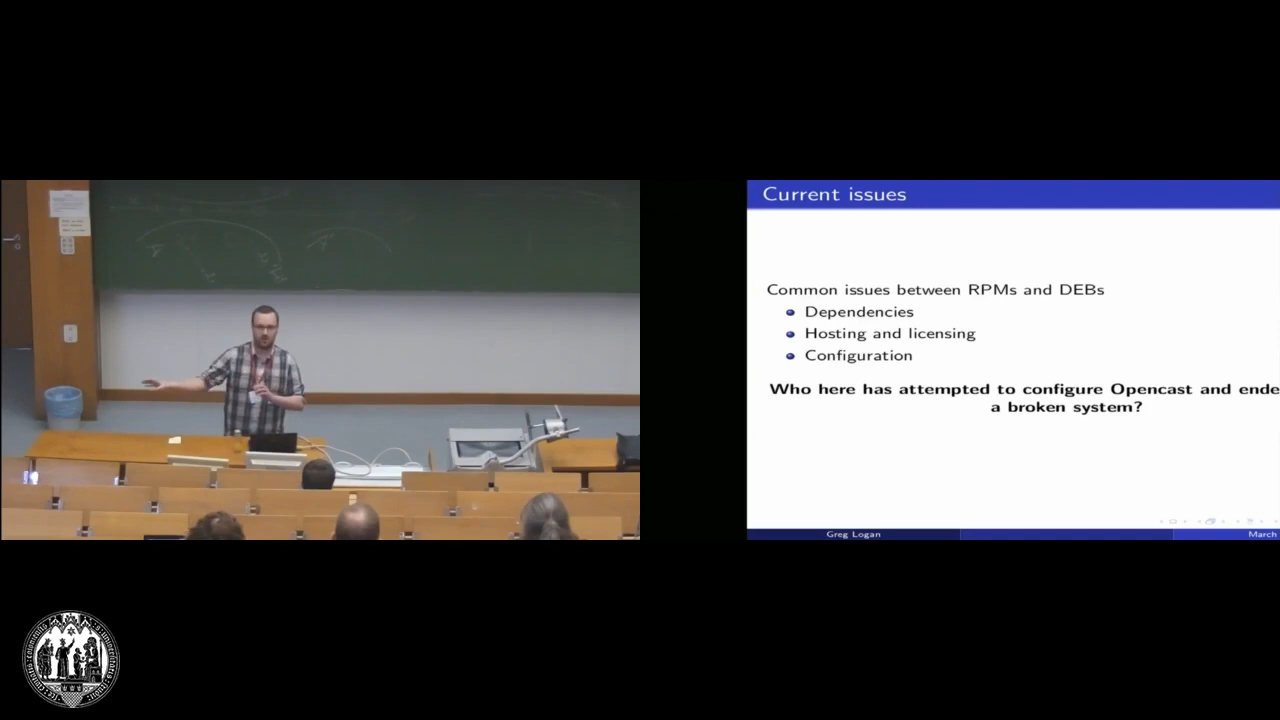 Current issues
Common issues between RPMs and DEBs
Dependencies
Hosting and licensing
Configuration
Who here has attempted to configure Opencast and ende
a broken system?
Greg Logan
March